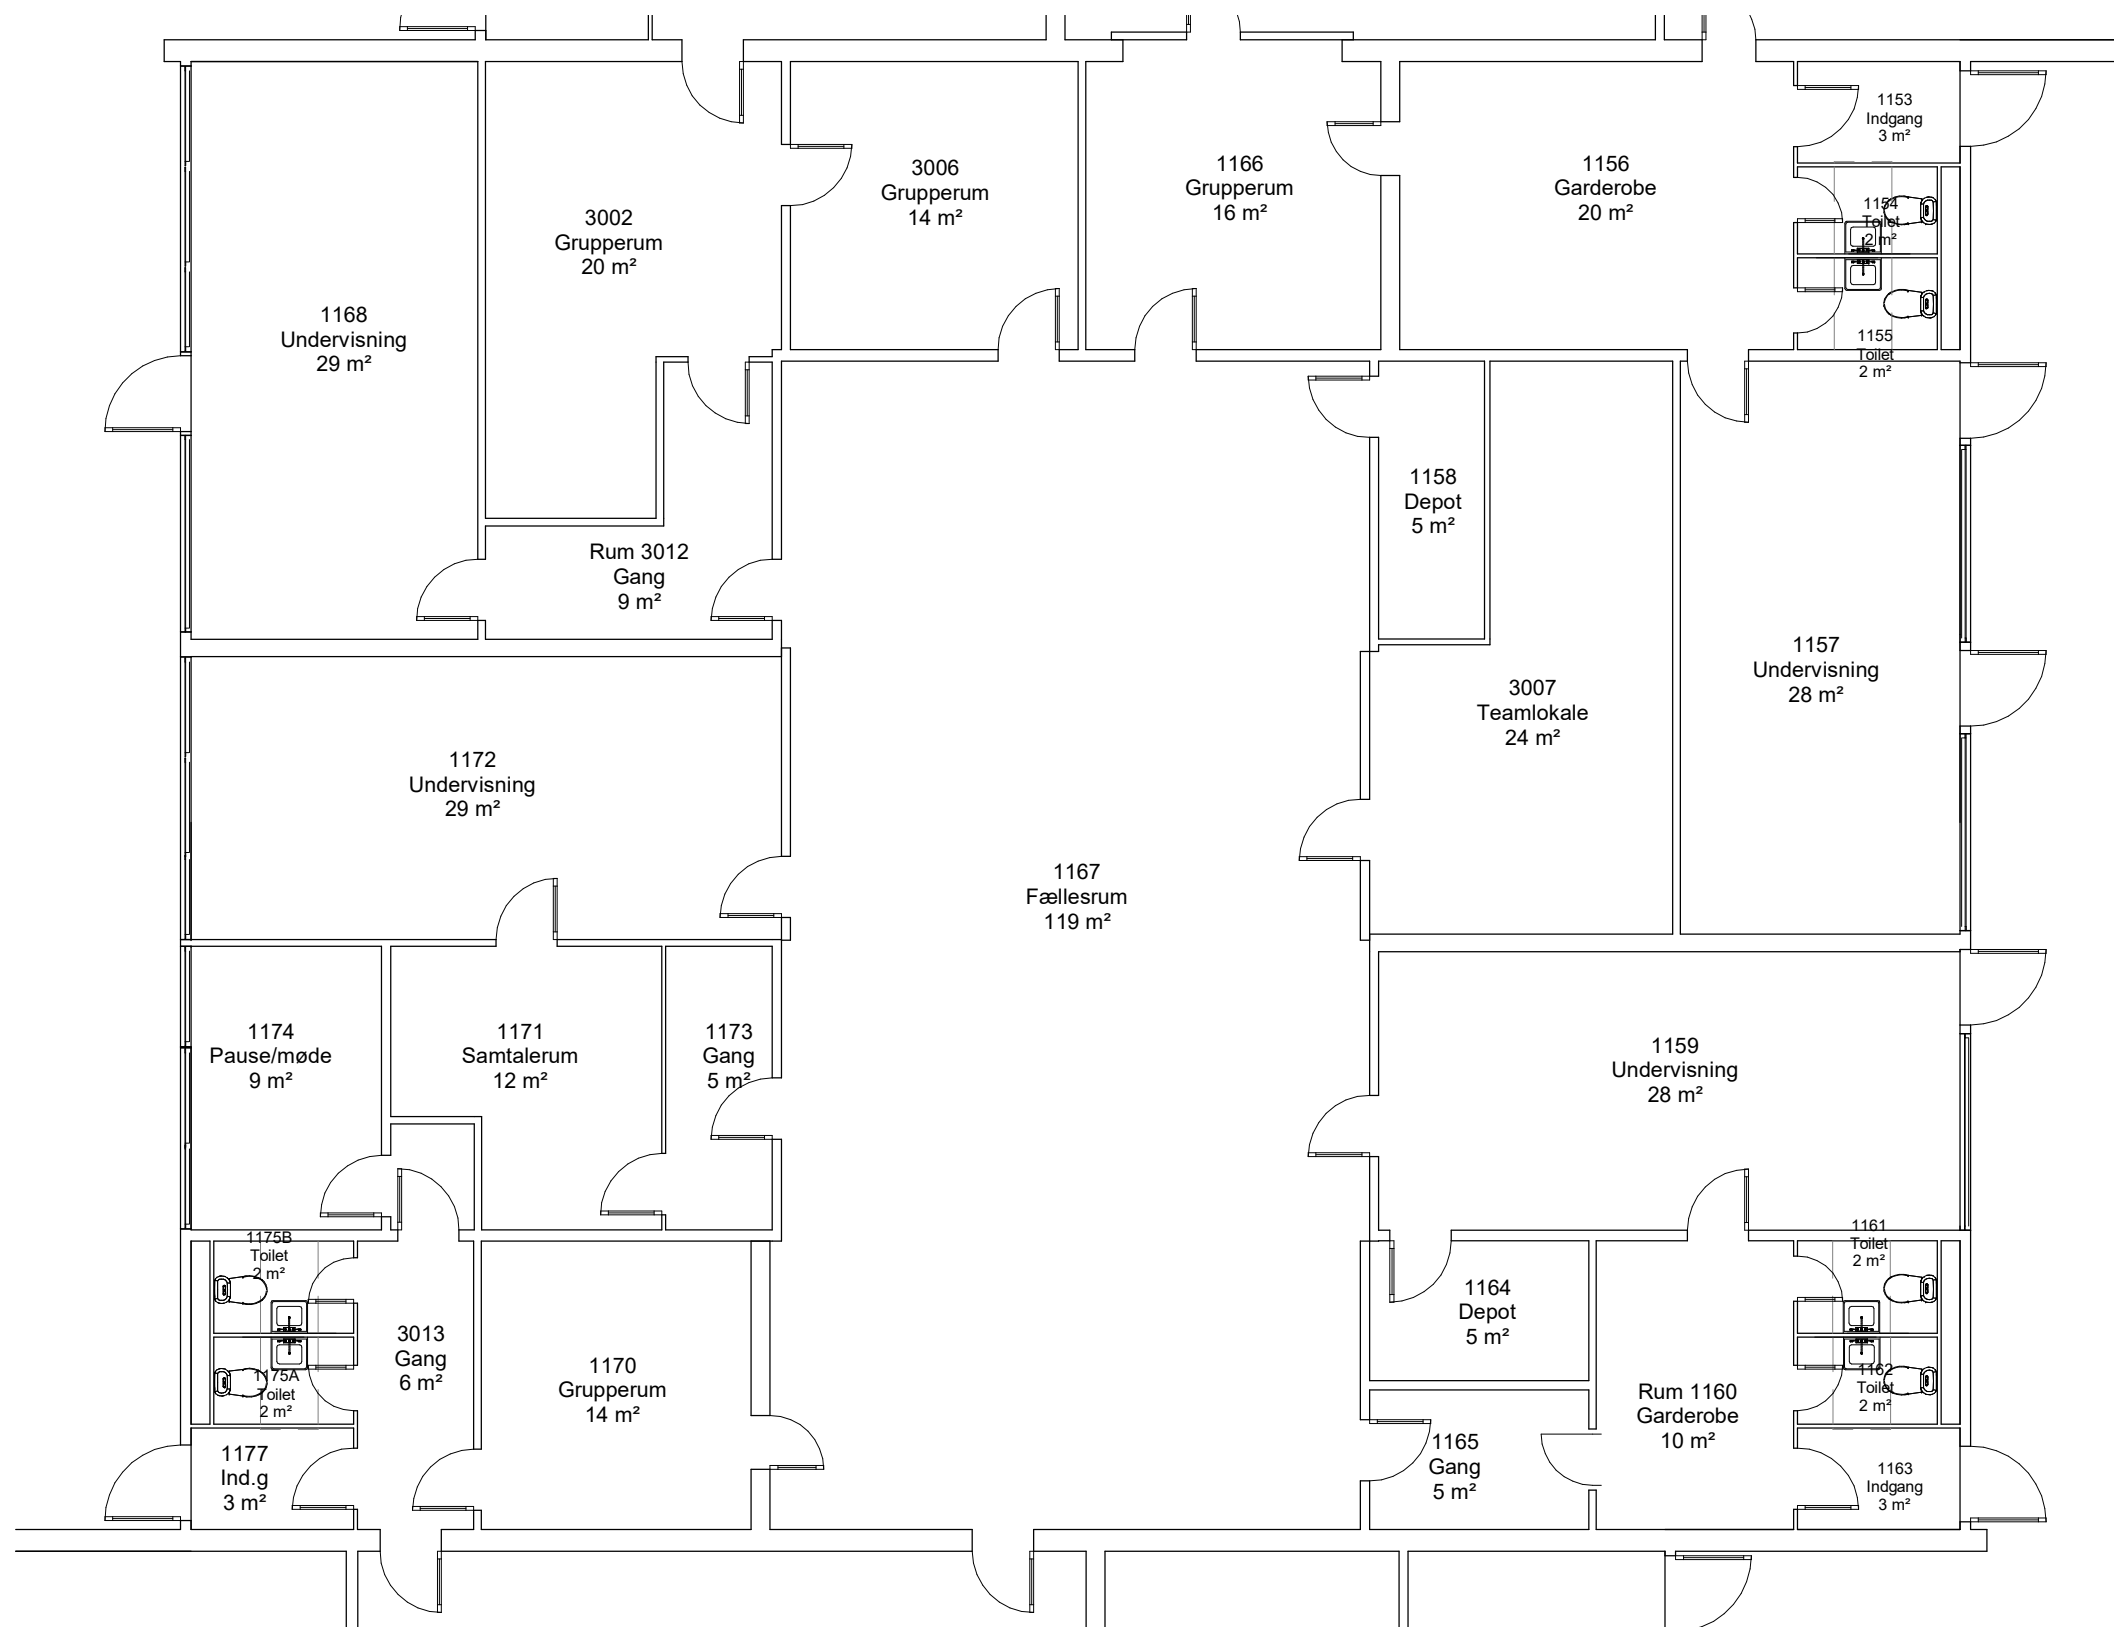 1153
Indgang
3 m²
3006
Grupperum
14 m²
1166
Grupperum
16 m²
1156
Garderobe
20 m²
3002
Grupperum
20 m²
1154
Toilet
2 m²
1168
Undervisning
29 m²
1155
Toilet
2 m²
1158
Depot
5 m²
Rum 3012
Gang
9 m²
1157
Undervisning
28 m²
3007
Teamlokale
24 m²
1172
Undervisning
29 m²
1167
Fællesrum
119 m²
1174
Pause/møde
9 m²
1171
Samtalerum
12 m²
1173
Gang
5 m²
1159
Undervisning
28 m²
1175B
Toilet
2 m²
1161
Toilet
2 m²
1164
Depot
5 m²
3013
Gang
6 m²
1170
Grupperum
14 m²
1175A
Toilet
2 m²
Rum 1160
Garderobe
10 m²
1162
Toilet
2 m²
1165
Gang
5 m²
1177
Ind.g
3 m²
1163
Indgang
3 m²